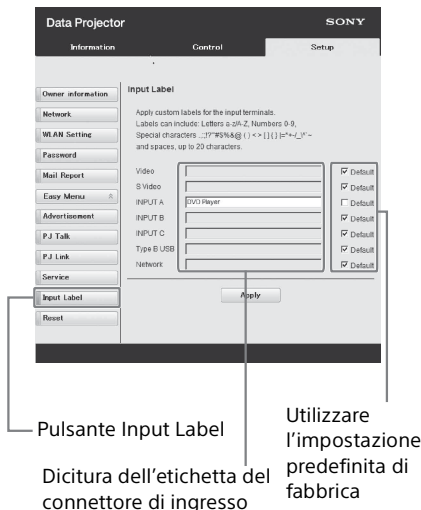 Data Projector
SONY
Information
Control
Setup
Owner information
Network
WLAN Setting
Password
Mail Report
Easy Menu
Advertisement
PJ Talk
PJ Link
Service
Input Label
Reset
Input Label
Apply custom labels for the input terminals.
Labels can include: Letters a-z/A-Z, Numbers 0-9,
Special characters
and spaces, up to 20 characters.
Video
Default
S Video
Default
INPUT A
DVD Player
Default
INPUT B
Default
INPUT C
Default
Type B USB
Default
Network
Default
Apply
Pulsante Input Label
Dicitura dell’etichetta del
connettore di ingresso
Utilizzare
l’impostazione
predefinita di
fabbrica